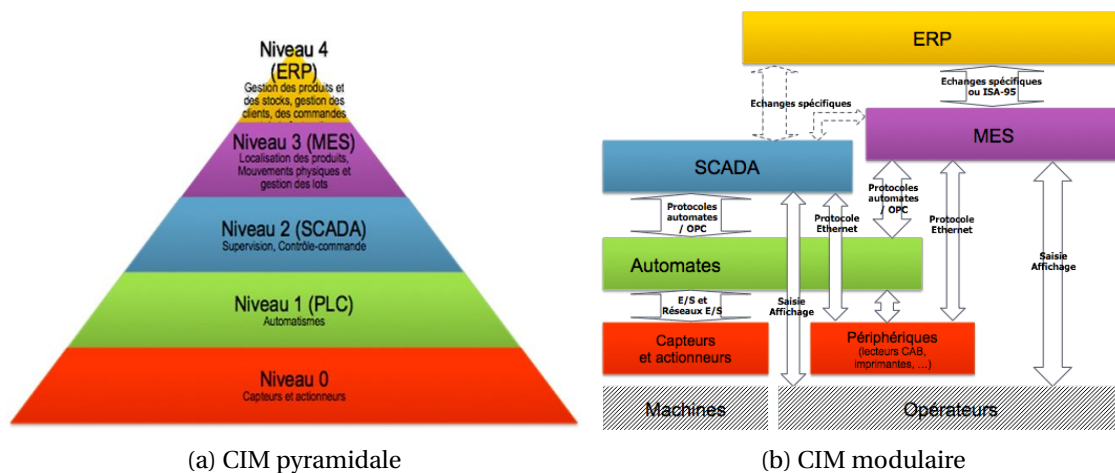 Niveau 4
(ERP)
Gestion des produits et
des stocks, gestion des
clients, des commandes
Niveau 3 (MES)
Localisation des produits,
Mouvements physiques et
gestion des lots
Niveau 2 (SCADA)
Supervision, Contrôle-commande
Niveau 1 (PLC)
Automatismes
Niveau 0
Capteurs et actionneurs
(a) CIM pyramidale
ERP
Echanges spécifiques
ou ISA-95
Echanges spécifiques
MES
SCADA
Protocoles
automates
/ OPC
Protocole
Ethernet
Protocoles
automates
/ OPC
Protocole
Ethernet
Saisie
Affichage
Automates
E/S et
Réseaux E/S
Saisie
Affichage
Capteurs
et actionneurs
Périphériques
(lecteurs CAB,
imprimantes, ...)
Machines
Opérateurs
(b) CIM modulaire